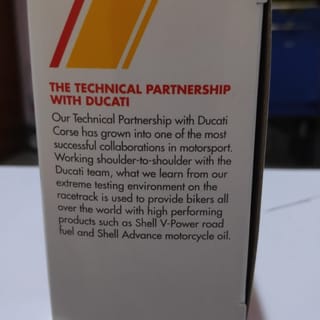 THE TECHNICAL PARTNERSHIP
WITH DUCATI
Our Technical Partnership with Ducati
Corse has grown into one of the most
successful collaborations in motorsport.
Working shoulder-to-shoulder with the
Ducati team, what we learn from our
extreme testing environment on the
racetrack is used to provide bikers all
over the world with high performing
products such as Shell V-Power road
fuel and Shell Advance motorcycle oil.